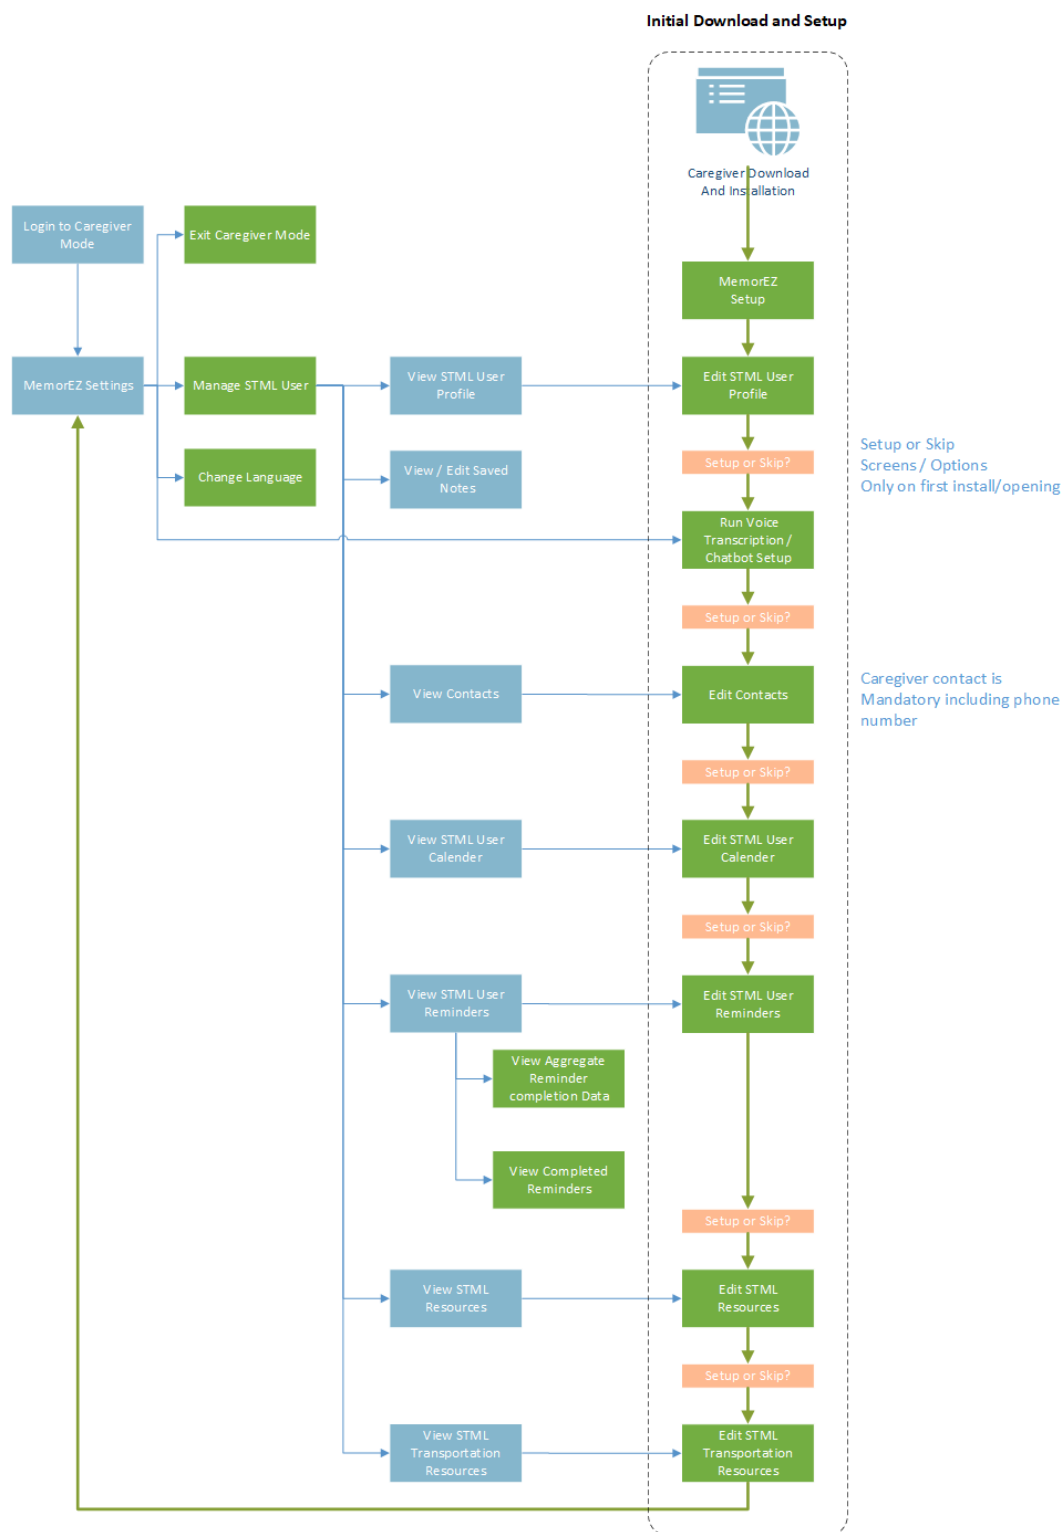 Initial Download and Setup
Caregiver Download
And Installation
Login to Caregiver
Mode
Exit Caregiver Mode
MemorEZ
Setup
MemorEZ Settings
Manage STML User
View STML User
Profile
Edit STML User
Profile
Change Language
View / Edit Saved
Notes
Setup or Skip?
Setup or Skip
Screens / Options
Only on first install/opening
Run Voice
Transcription /
Chatbot Setup
Setup or Skip?
View Contacts
Edit Contacts
Caregiver contact is
Mandatory including phone
number
Setup or Skip?
View STML User
Calender
Edit STML User
Calender
Setup or Skip?
View STML User
Reminders
Edit STML User
Reminders
View Aggregate
Reminder
completion Data
View Completed
Reminders
Setup or Skip?
View STML
Resources
Edit STML
Resources
Setup or Skip?
View STML
Transportation
Resources
Edit STML
Transportation
Resources